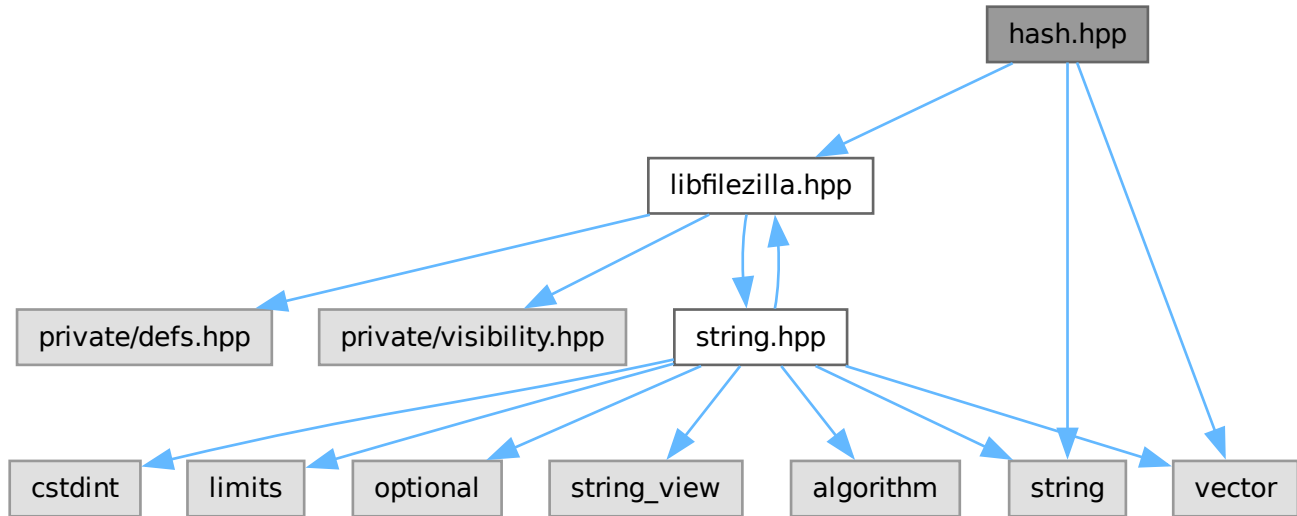 hash.hpp
libfilezilla.hpp
private/defs.hpp
private/visibility.hpp
string.hpp
cstdint
limits
optional
string_view
algorithm
string
vector